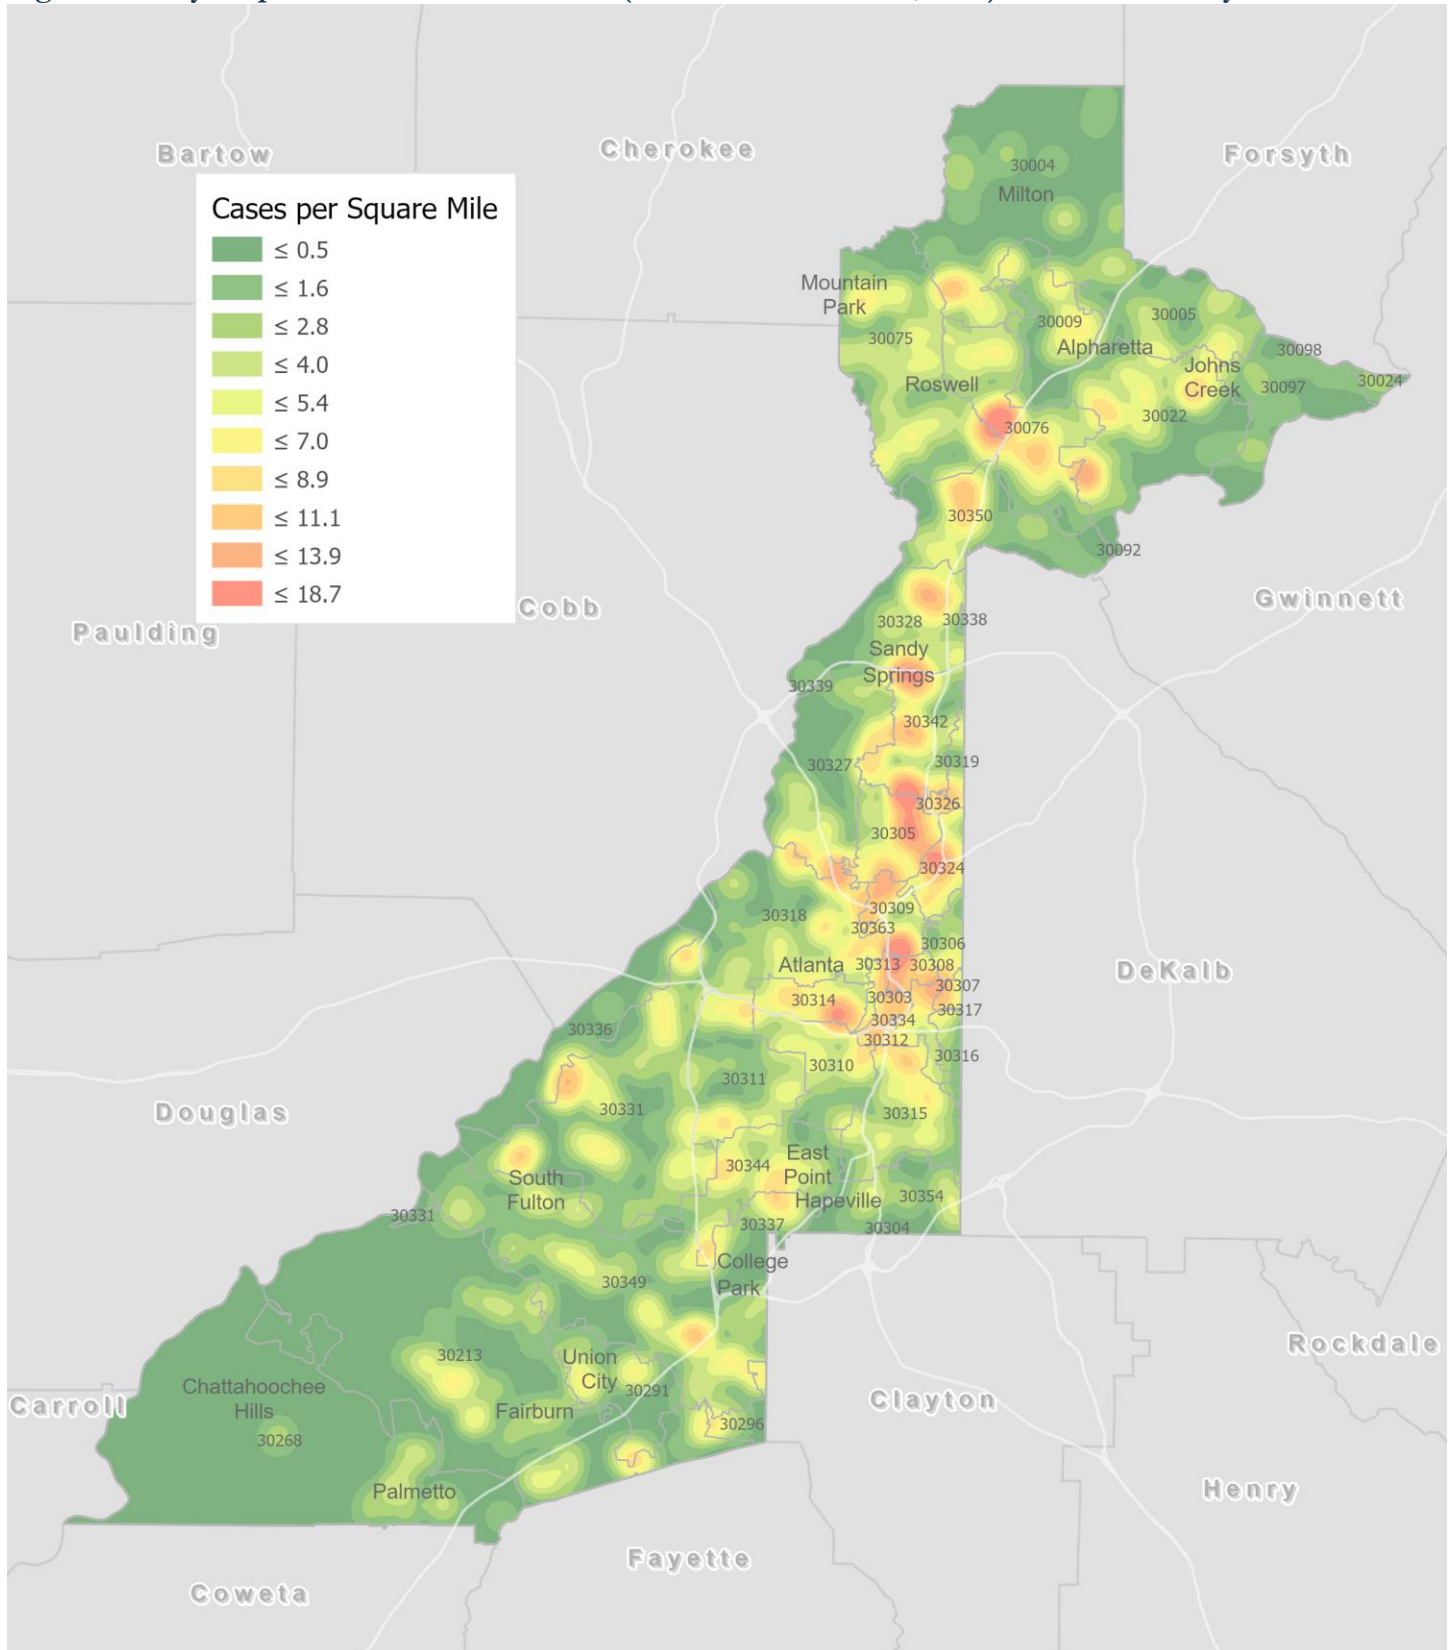 Bartow
Cherokee
Forsyth
Cases per Square Mile
≤ 0.5
≤ 1.6
≤ 2.8
≤ 4.0
≤ 5.4
≤ 7.0
≤ 8.9
≤ 11.1
≤ 13.9
≤ 18.7
30004
Milton
Mountain
Park
30075
30009
30005
Alpharetta
30098
Johns
Creek
30097
30024
Roswell
30022
30076
30350
30092
Paulding
Cobb
Gwinnett
30328
30338
Sandy
Springs
30339
30342
30327
30319
30326
30305
30324
30318
30309
30363
30306
Atlanta
30313
30308
DeKalb
30307
30314
30303
30317
30334
30336
30312
30316
30310
30311
Douglas
30331
30315
East
Point
30344
South
Fulton
Hapeville
30354
30331
30337
30304
College
Park
30349
Rockdale
30213
Union
City
30291
Chattahoochee
Hills
Carroll
Clayton
Fairburn
30296
30268
Palmetto
Henry
Fayette
Coweta